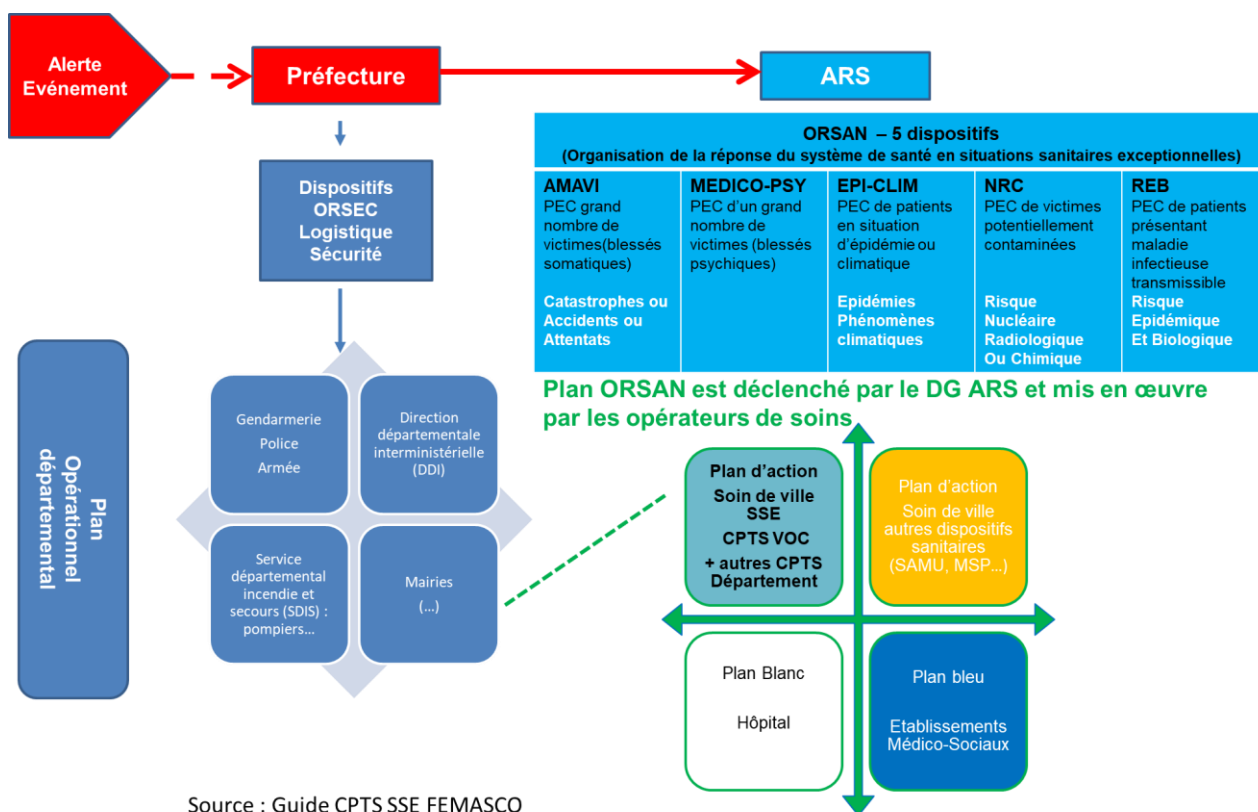 Alerte
Evénement
Préfecture
ARS
Dispositifs
ORSEC
Logistique
Sécurité
ORSAN – 5 dispositifs
(Organisation de la réponse du système de santé en situations sanitaires exceptionnelles)
AMAVI
PEC grand
nombre de
victimes(blessés
somatiques)
Catastrophes ou
Accidents ou
Attentats
MEDICO-PSY
PEC d'un grand
nombre de
victimes (blessés
psychiques)
EPI-CLIM
PEC de patients
en situation
d'épidémie ou
climatique
Epidémies
Phénomènes
climatiques
NRC
PEC de victimes
potentiellement
contaminées
Risque
Nucléaire
Radiologique
Ou Chimique
REB
PEC de patients
présentant
maladie
infectieuse
transmissible
Risque
Epidémique
Et Biologique
Plan ORSAN est déclenché par le DG ARS et mis en œuvre
par les opérateurs de soins
Plan
Opérationnel
départemental
Gendarmerie
Police
Armée
Direction
départementale
interministérielle
(DDI)
Service
départemental
incendie et
secours (SDIS) :
pompiers…
Mairies
(…)
Plan d'action
Soin de ville
SSE
CPTS VOC
+ autres CPTS
Département
Plan d'action
Soin de ville
autres dispositifs
sanitaires
(SAMU, MSP...)
Plan Blanc
Hôpital
Plan bleu
Etablissements
Médico-Sociaux
Source : Guide CPTS SSE FEMASCO